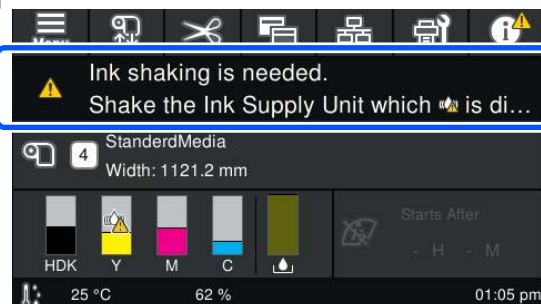 Menu
Ink shaking is needed.
Shake the Ink Supply Unit which is di…
4 StanderdMedia
Width: 1121.2 mm
Starts After
- H - M
HDK Y M C
25 °C 62 % 01:05 pm